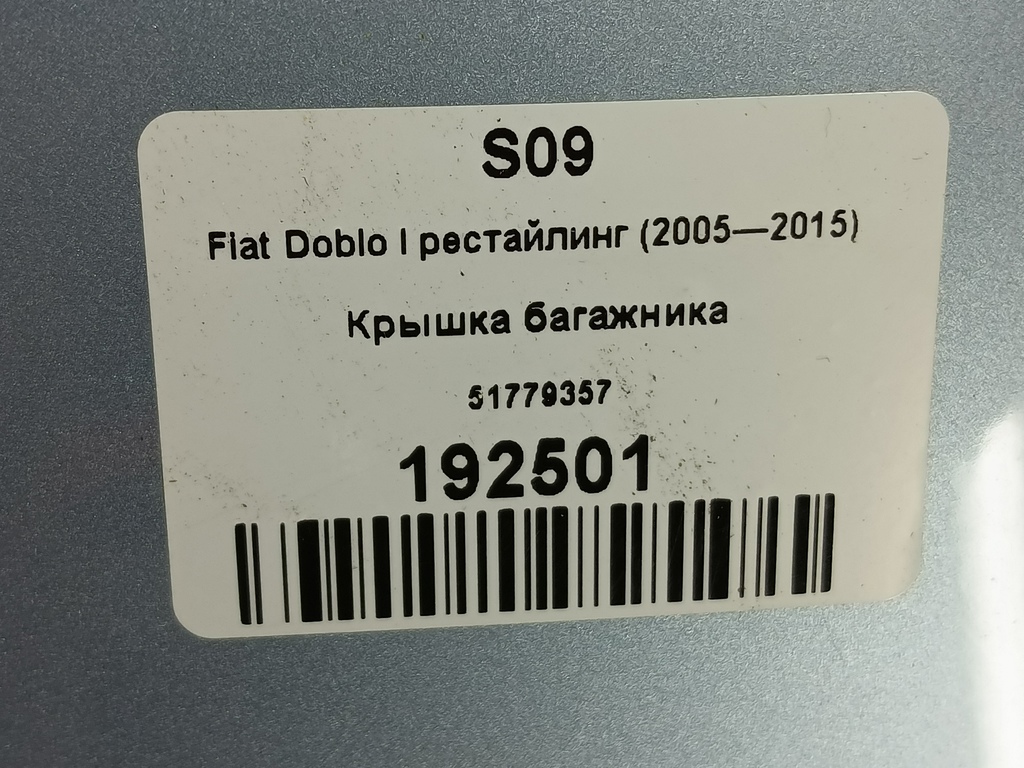 S09
Fiat Doblo I рестайлинг (2005—2015)
Крышка багажника
51779357
192501